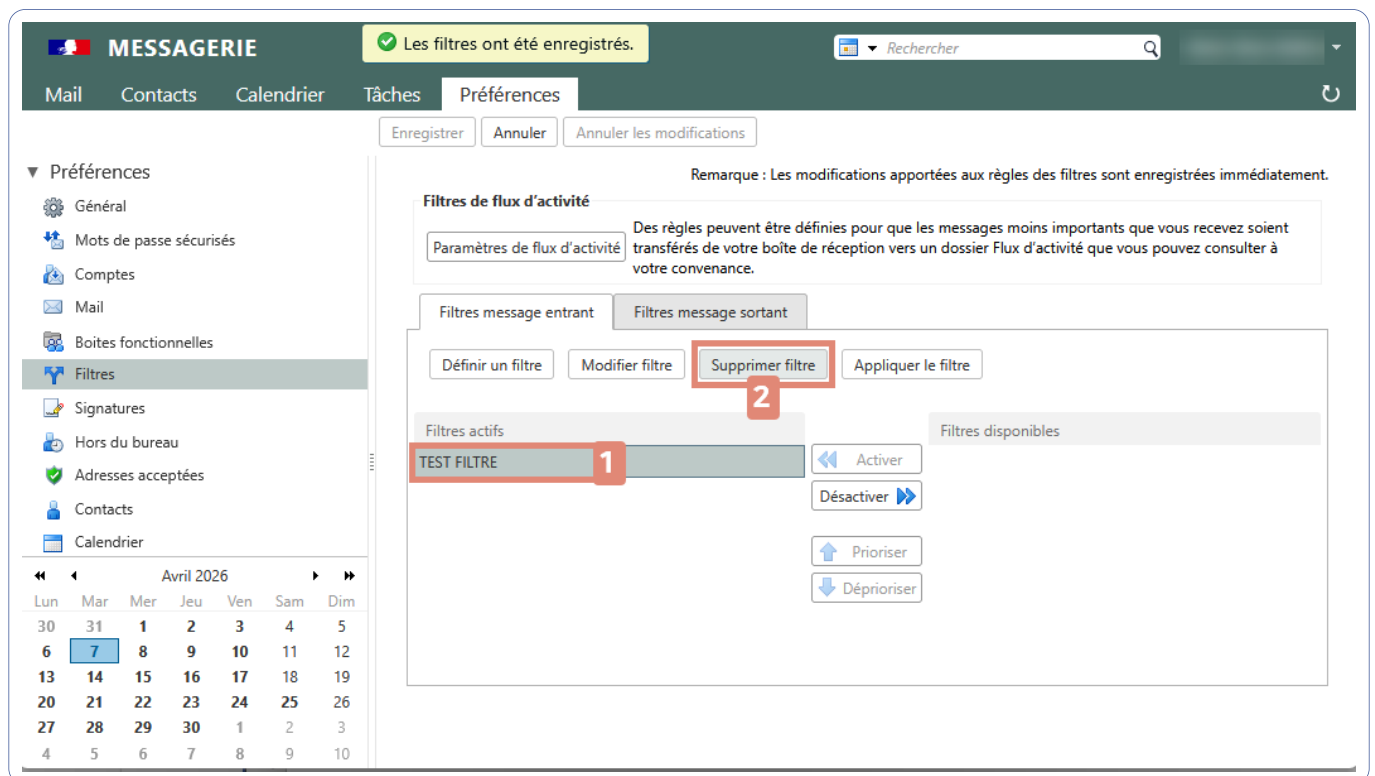 MESSAGERIE
Les filtres ont été enregistrés.
Rechercher
Mail Contacts Calendrier Tâches Préférences
Enregistrer Annuler Annuler les modifications
Préférences
Général
Mots de passe sécurisés
Comptes
Mail
Boites fonctionnelles
Filtres
Signatures
Hors du bureau
Adresses acceptées
Contacts
Calendrier
Avril 2026
Lun Mar Mer Jeu Ven Sam Dim
30 31 1 2 3 4 5
6 7 8 9 10 11 12
13 14 15 16 17 18 19
20 21 22 23 24 25 26
27 28 29 30 1 2 3
4 5 6 7 8 9 10
Remarque : Les modifications apportées aux règles des filtres sont enregistrées immédiatement.
Filtres de flux d'activité
Paramètres de flux d'activité
Des règles peuvent être définies pour que les messages moins importants que vous recevez soient
transférés de votre boîte de réception vers un dossier Flux d'activité que vous pouvez consulter à
votre convenance.
Filtres message entrant Filtres message sortant
Définir un filtre Modifier filtre Supprimer filtre Appliquer le filtre
2
Filtres actifs
TEST FILTRE 1
Activer
Désactiver
Prioriser
Déprioriser
Filtres disponibles